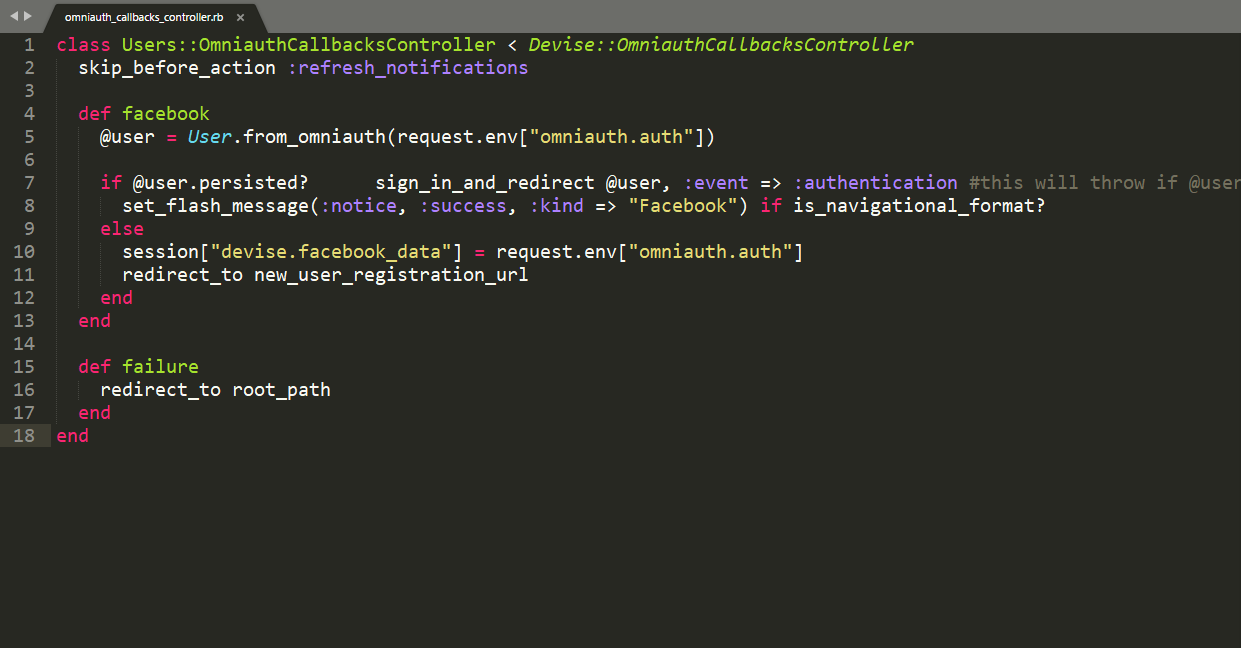 omniauth_callbacks_controller.rb ×
1 class Users::OmniauthCallbacksController < Devise::OmniauthCallbacksController
2   skip_before_action :refresh_notifications
3
4   def facebook
5     @user = User.from_omniauth(request.env["omniauth.auth"])
6
7     if @user.persisted?      sign_in_and_redirect @user, :event => :authentication #this will throw if @user
8       set_flash_message(:notice, :success, :kind => "Facebook") if is_navigational_format?
9     else
10       session["devise.facebook_data"] = request.env["omniauth.auth"]
11       redirect_to new_user_registration_url
12     end
13   end
14
15   def failure
16     redirect_to root_path
17   end
18 end